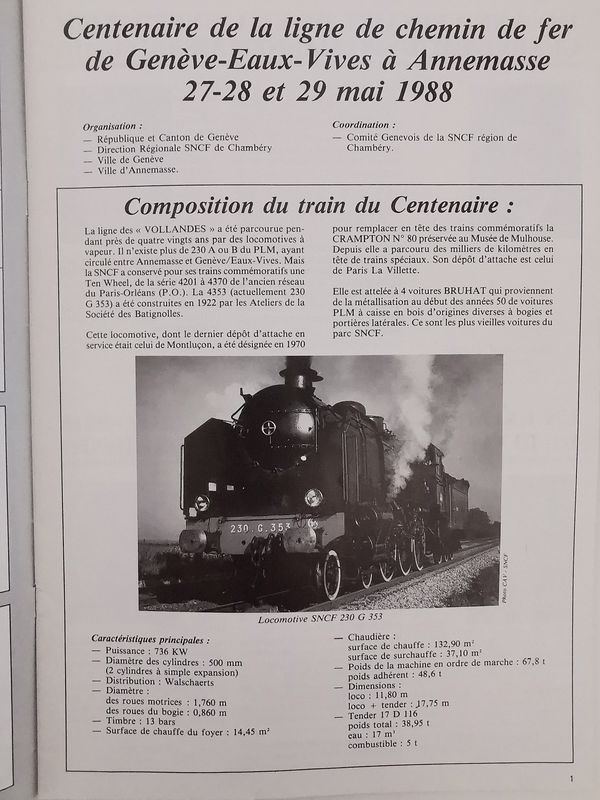 Centenaire de la ligne de chemin de fer
de Genève-Eaux-Vives à Annemasse
27-28 et 29 mai 1988
Organisation :
— République et Canton de Genève
— Direction Régionale SNCF de Chambéry
— Ville de Genève
— Ville d'Annemasse.
Coordination :
— Comité Genevois de la SNCF région de
Chambéry.
Composition du train du Centenaire :
La ligne des « VOLLANDES » a été parcourue pen-
dant près de quatre vingts ans par des locomotives à
vapeur. Il n'existe plus de 230 A ou B du PLM, ayant
circulé entre Annemasse et Genève/Eaux-Vives. Mais
la SNCF a conservé pour ses trains commémoratifs une
Ten Wheel, de la série 4201 à 4370 de l'ancien réseau
du Paris-Orléans (P.O.). La 4353 (actuellement 230
G 353) a été construites en 1922 par les Ateliers de la
Société des Batignolles.
Cette locomotive, dont le dernier dépôt d'attache en
service était celui de Montluçon, a été désignée en 1970
pour remplacer en tête des trains commémoratifs la
CRAMPTON N° 80 préservée au Musée de Mulhouse.
Depuis elle a parcouru des milliers de kilomètres en
tête de trains spéciaux. Son dépôt d'attache est celui
de Paris La Villette.
Elle est attelée à 4 voitures BRUHAT qui proviennent
de la métallisation au début des années 50 de voitures
PLM à caisse en bois d'origines diverses à bogies et
portières latérales. Ce sont les plus vieilles voitures du
parc SNCF.
230.G.353
Photo CAV - SNCF
Locomotive SNCF 230 G 353
Caractéristiques principales :
— Puissance : 736 KW
— Diamètre des cylindres : 500 mm
(2 cylindres à simple expansion)
— Distribution : Walschaerts
— Diamètre :
des roues motrices : 1,760 m
des roues du bogie : 0,860 m
— Timbre : 13 bars
— Surface de chauffe du foyer : 14,45 m²
— Chaudière :
surface de chauffe : 132,90 m²
surface de surchauffe : 37,10 m²
— Poids de la machine en ordre de marche : 67,8 t
poids adhérent : 48,6 t
— Dimensions :
loco : 11,80 m
loco + tender : 17,75 m
— Tender 17 D 116
poids total : 38,95 t
eau : 17 m³
combustible : 5 t
1